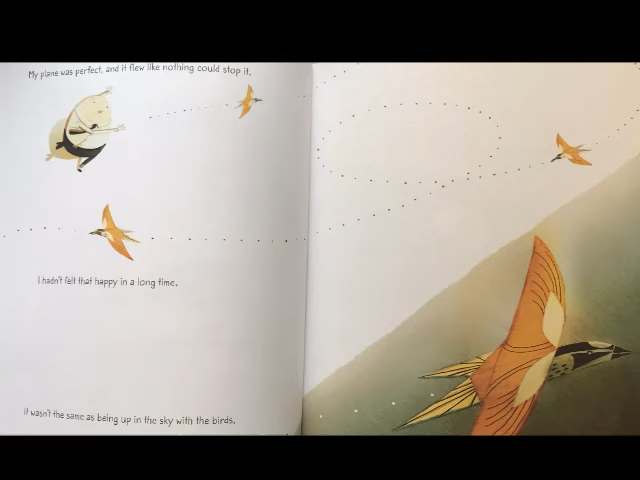 My plane was perfect, and it flew like nothing could stop it.
I hadn't felt that happy in a long time.
It wasn't the same as being up in the sky with the birds.